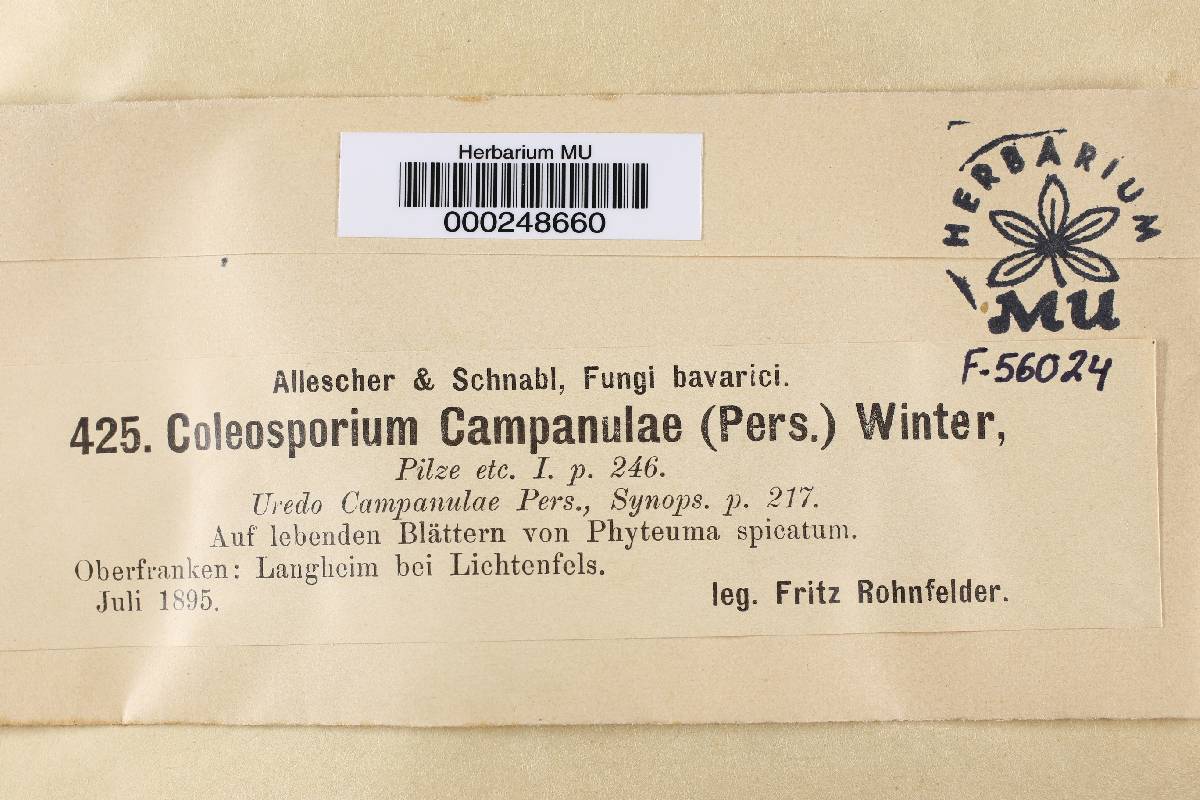 Herbarium MU
000248660
HERBARIUM
MU
F-56024
Allescher & Schnabl, Fungi bavarici.
425. Coleosporium Campanulae (Pers.) Winter,
Pilze etc. I. p. 246.
Uredo Campanulae Pers., Synops. p. 217.
Auf lebenden Blättern von Phyteuma spicatum.
Oberfranken: Langheim bei Lichtenfels.
Juli 1895.
leg. Fritz Rohnfelder.